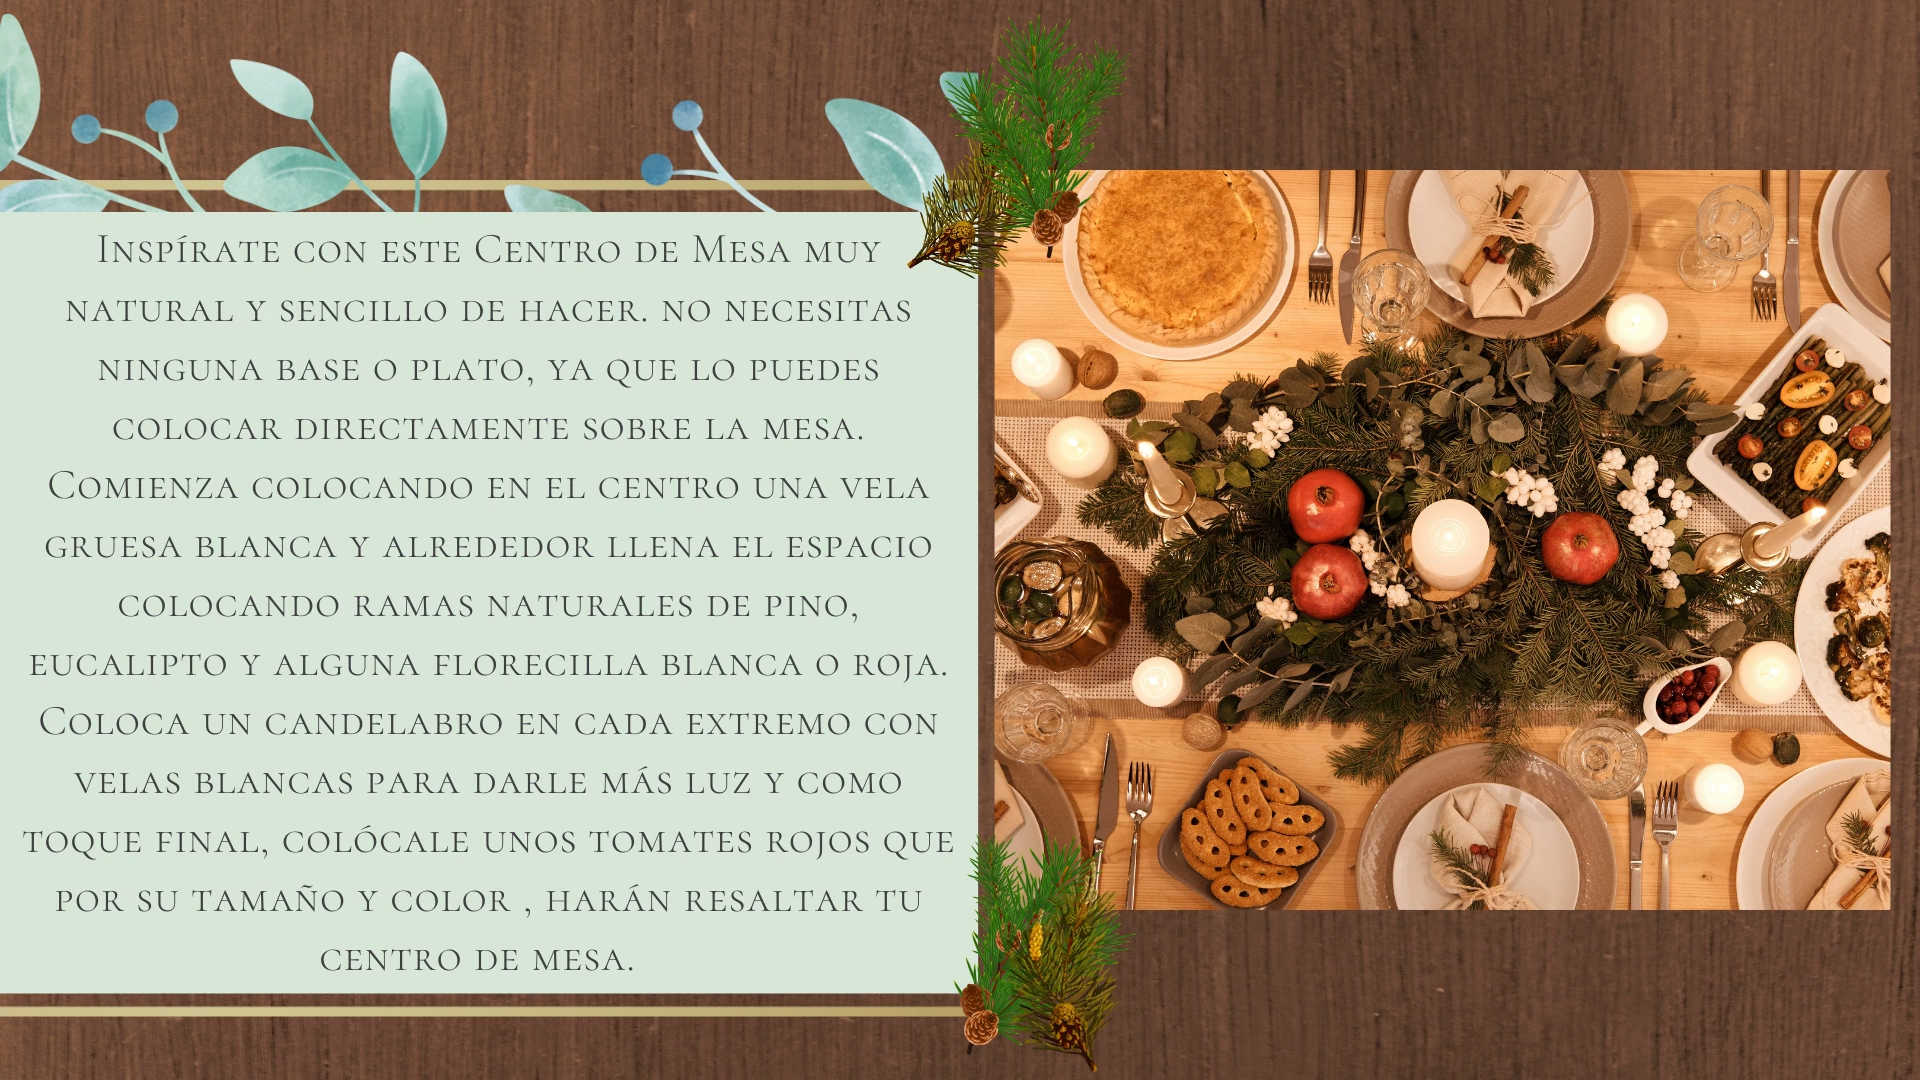 Inspírate con este Centro de Mesa muy
natural y sencillo de hacer. no necesitas
ninguna base o plato, ya que lo puedes
colocar directamente sobre la mesa.
Comienza colocando en el centro una vela
gruesa blanca y alrededor llena el espacio
colocando ramas naturales de pino,
eucalipto y alguna florecilla blanca o roja.
Coloca un candelabro en cada extremo con
velas blancas para darle más luz y como
toque final, colócale unos tomates rojos que
por su tamaño y color , harán resaltar tu
centro de mesa.